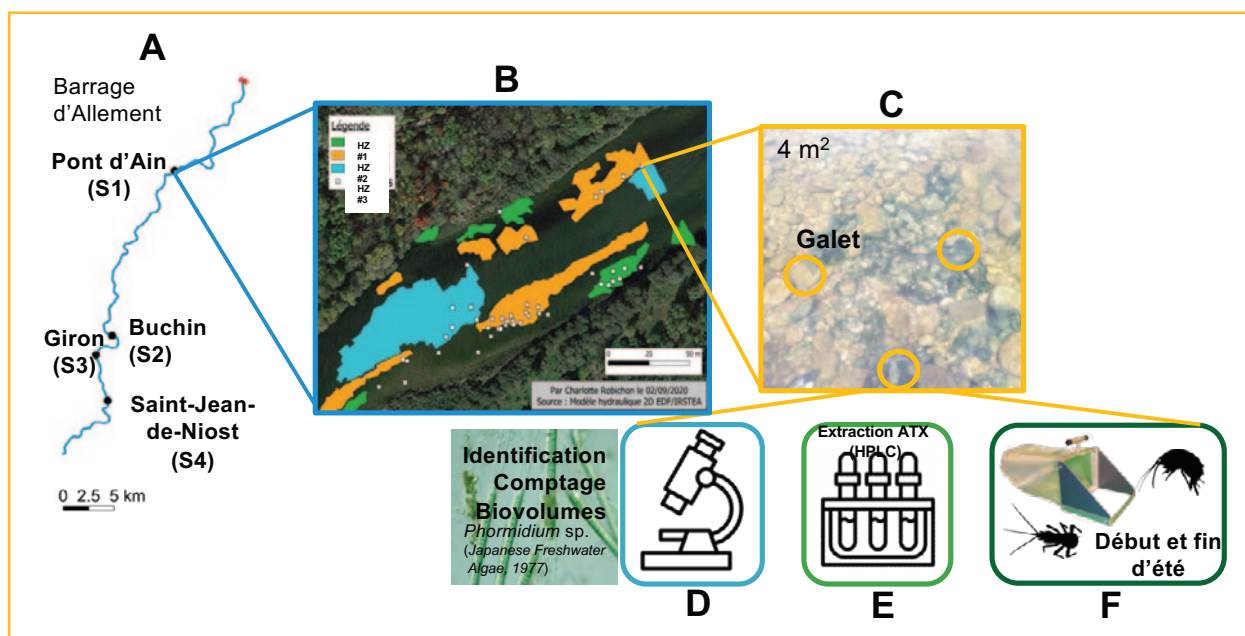 A
Barrage
d’Allement
Pont d’Ain
(S1)
Giron
(S3)
Buchin
(S2)
Saint-Jean-
de-Niost
(S4)
0 2.5 5 km
B
Légende
HZ
#1
HZ
#2
HZ
#3
0 25 50 m
Par Charlotte Robichon le 02/09/2020
Source : Modèle hydraulique 2D EDF/IRSTEA
C
4 m²
Galet
Identification
Comptage
Biovolumes
Phormidium sp.
(Japanese Freshwater
Algae, 1977)
D
Extraction ATX
(HPLC)
E
Début et fin
d’été
F